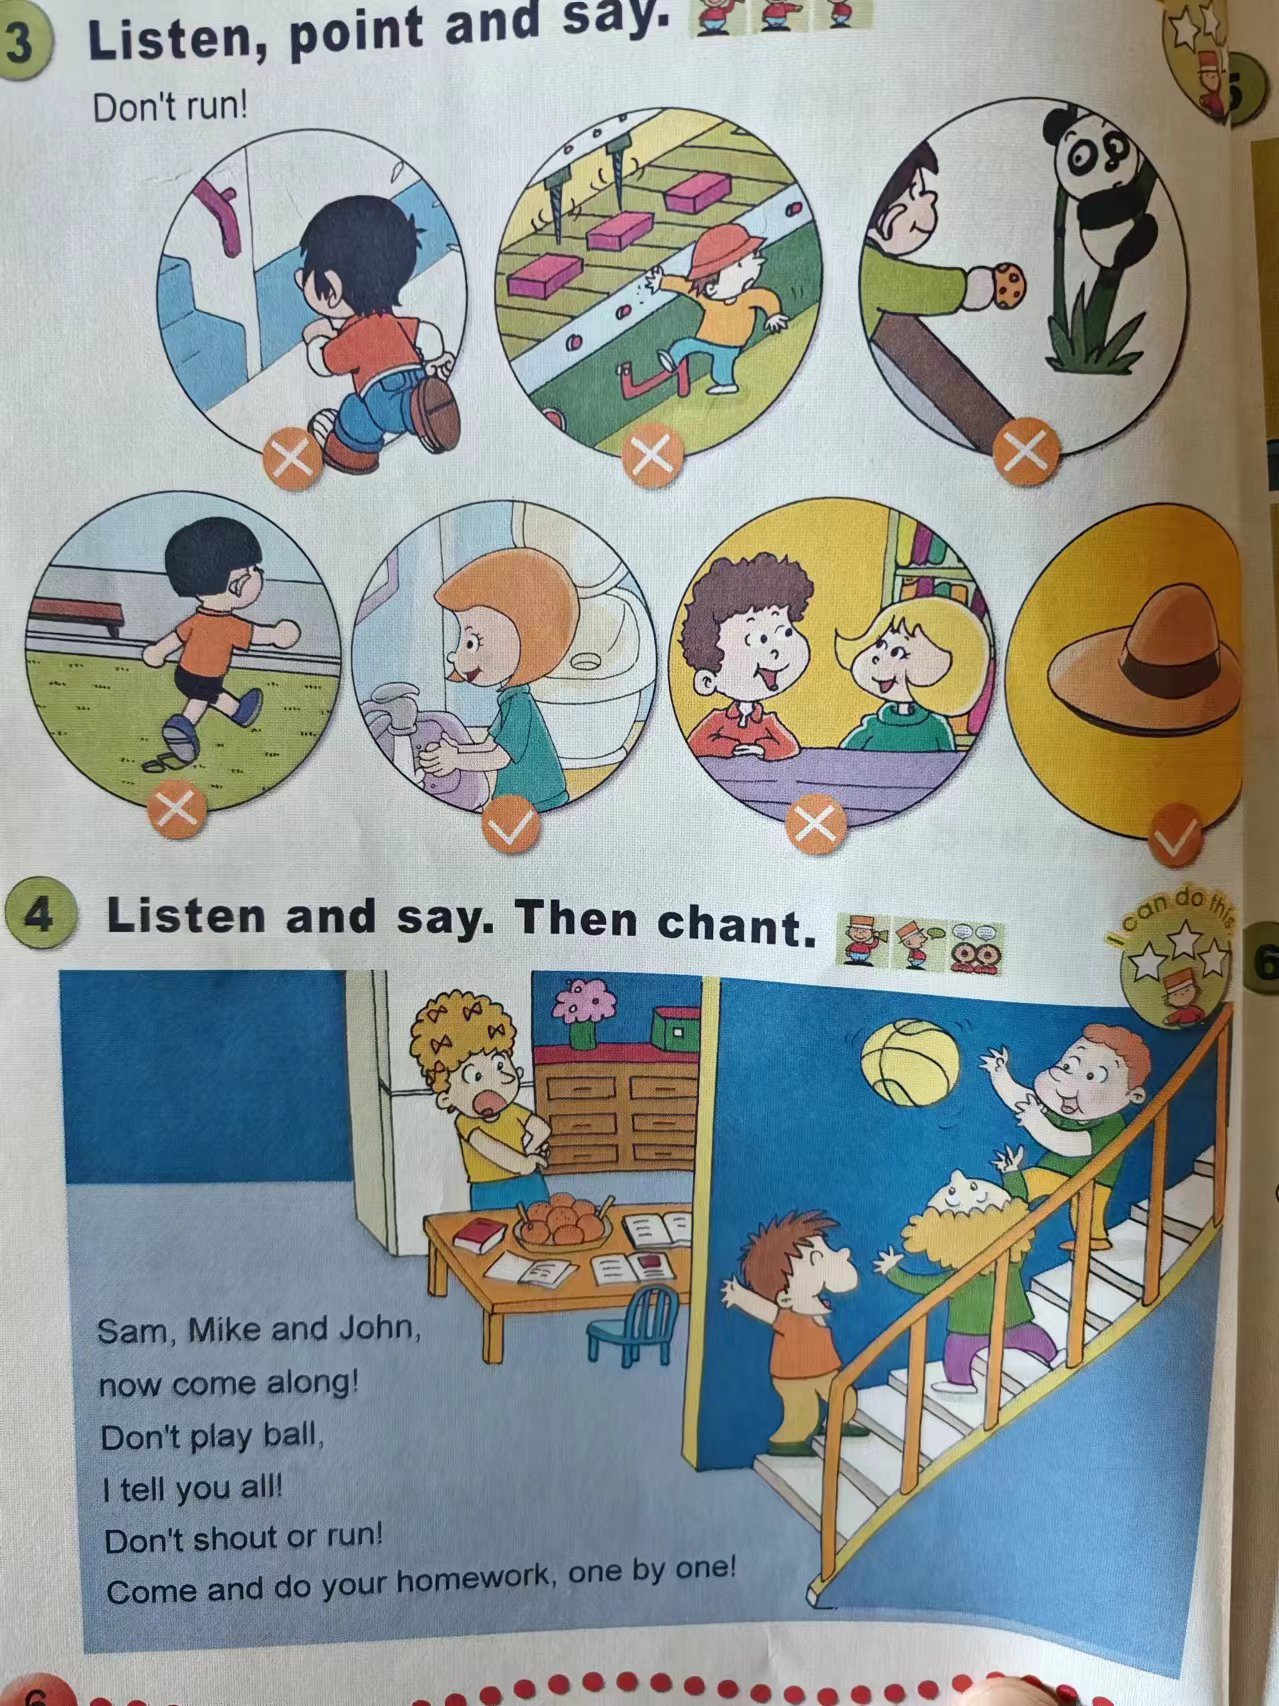 3 Listen, point and say.
Don't run!
5
4 Listen and say. Then chant.
I can do this
6
Sam, Mike and John,
now come along!
Don't play ball,
I tell you all!
Don't shout or run!
Come and do your homework, one by one!
6